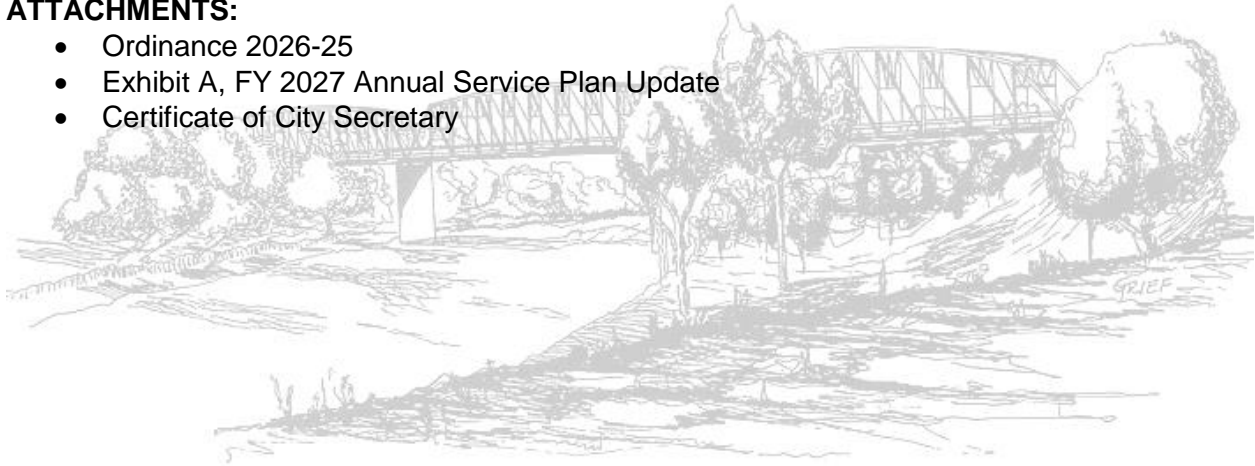 ATTACHMENTS:
• Ordinance 2026-25
• Exhibit A, FY 2027 Annual Service Plan Update
• Certificate of City Secretary
GRIEF